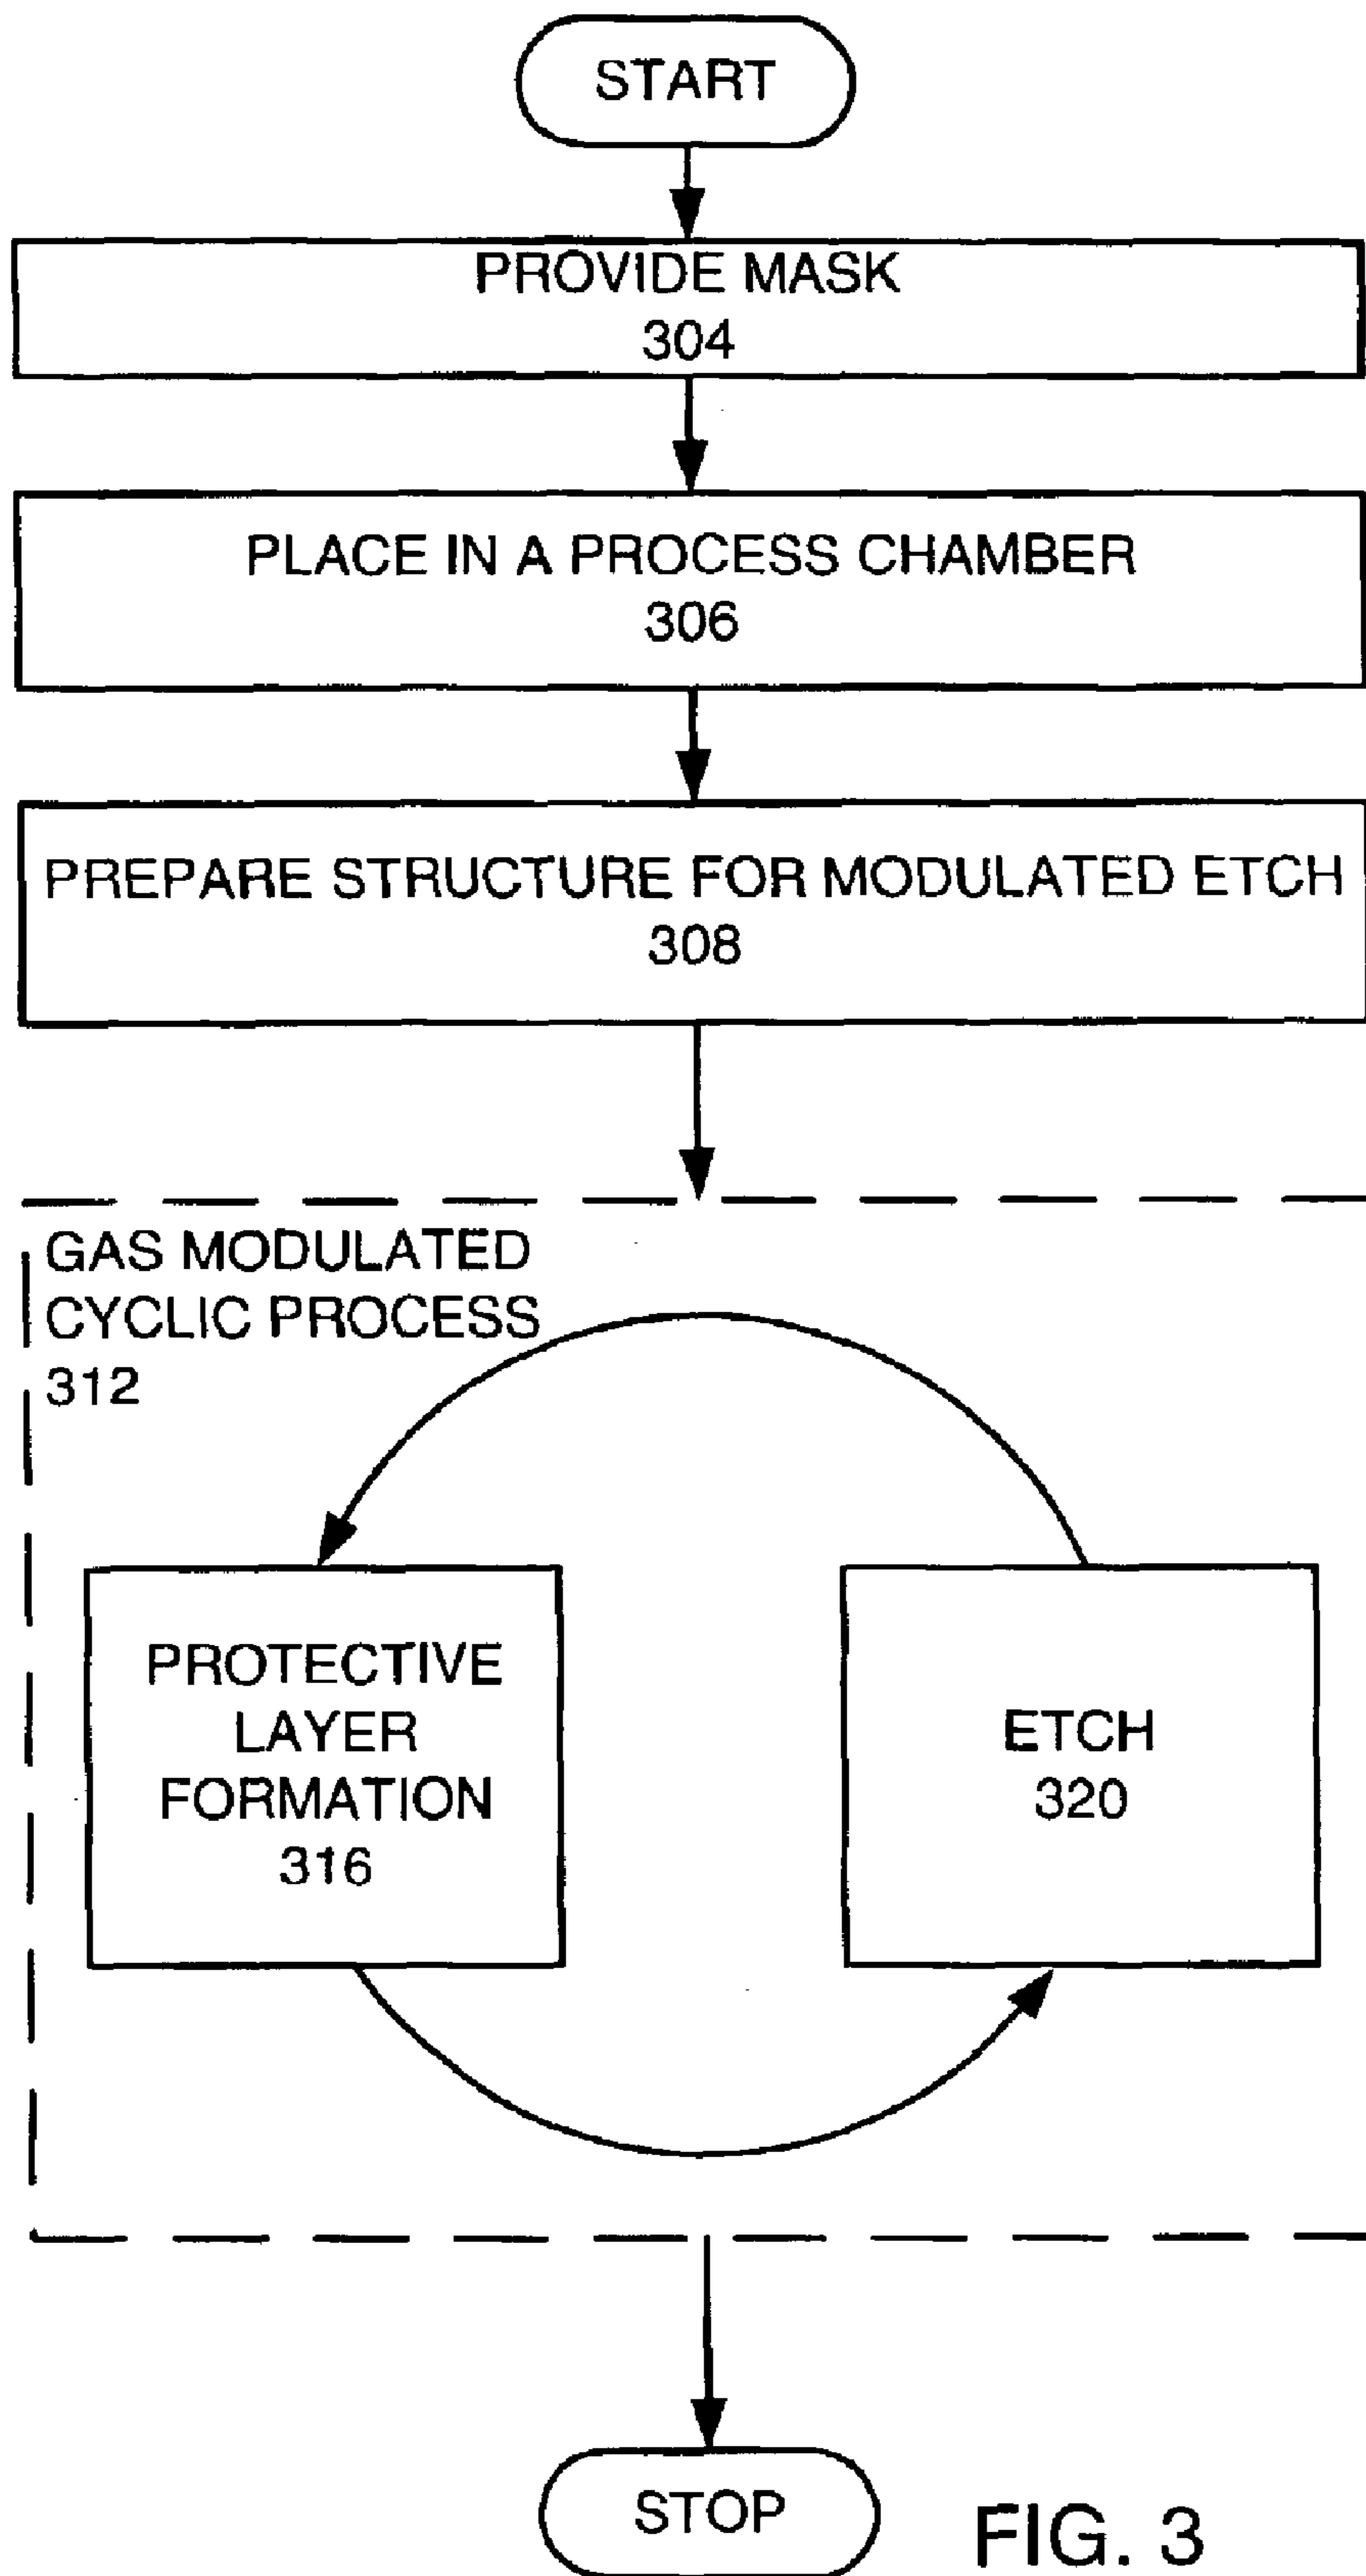 START
PROVIDE MASK
304
PLACE IN A PROCESS CHAMBER
306
PREPARE STRUCTURE FOR MODULATED ETCH
308
GAS MODULATED
CYCLIC PROCESS
312
PROTECTIVE
LAYER
FORMATION
316
ETCH
320
STOP
FIG. 3